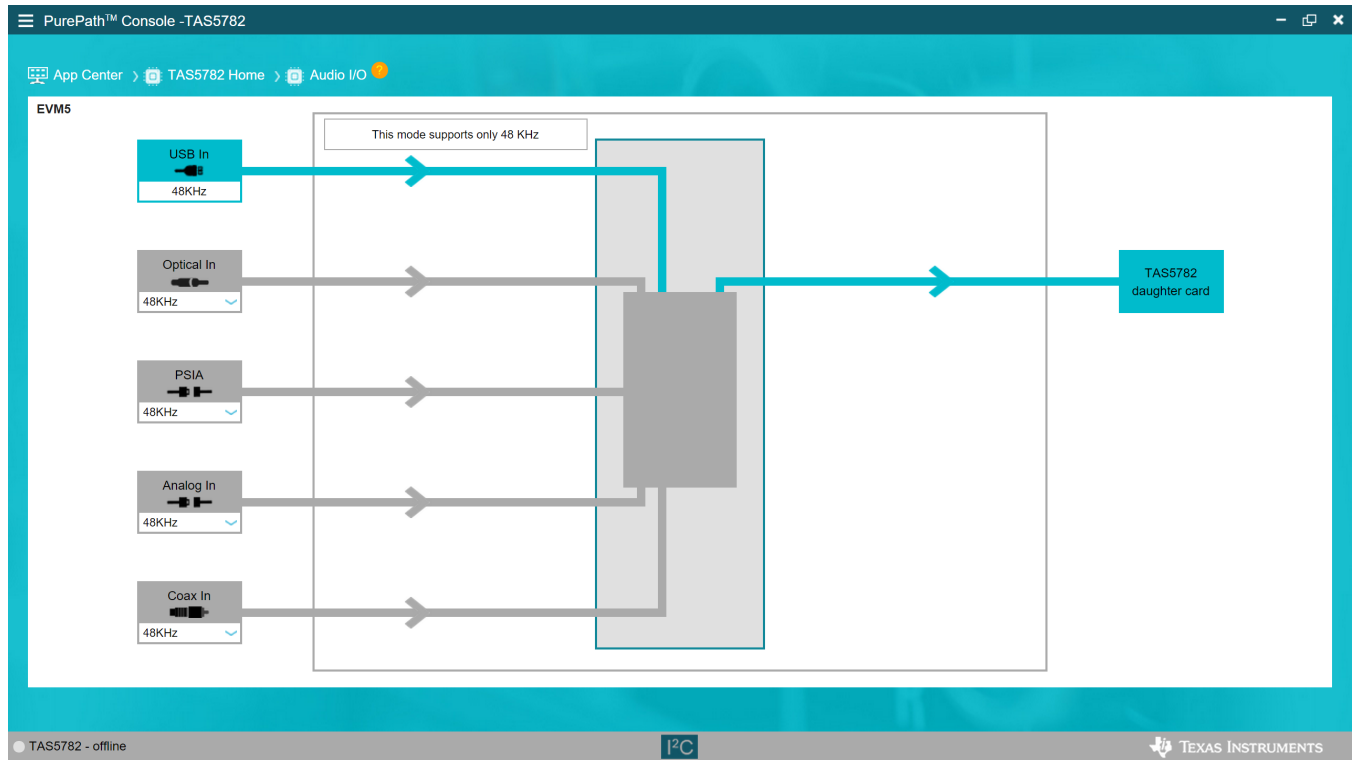 PurePath™ Console -TAS5782
App Center
TAS5782 Home
Audio I/O
?
EVM5
This mode supports only 48 KHz
USB In
48KHz
Optical In
48KHz
TAS5782
daughter card
PSIA
48KHz
Analog In
48KHz
Coax In
48KHz
TAS5782 - offline
I²C
TEXAS INSTRUMENTS